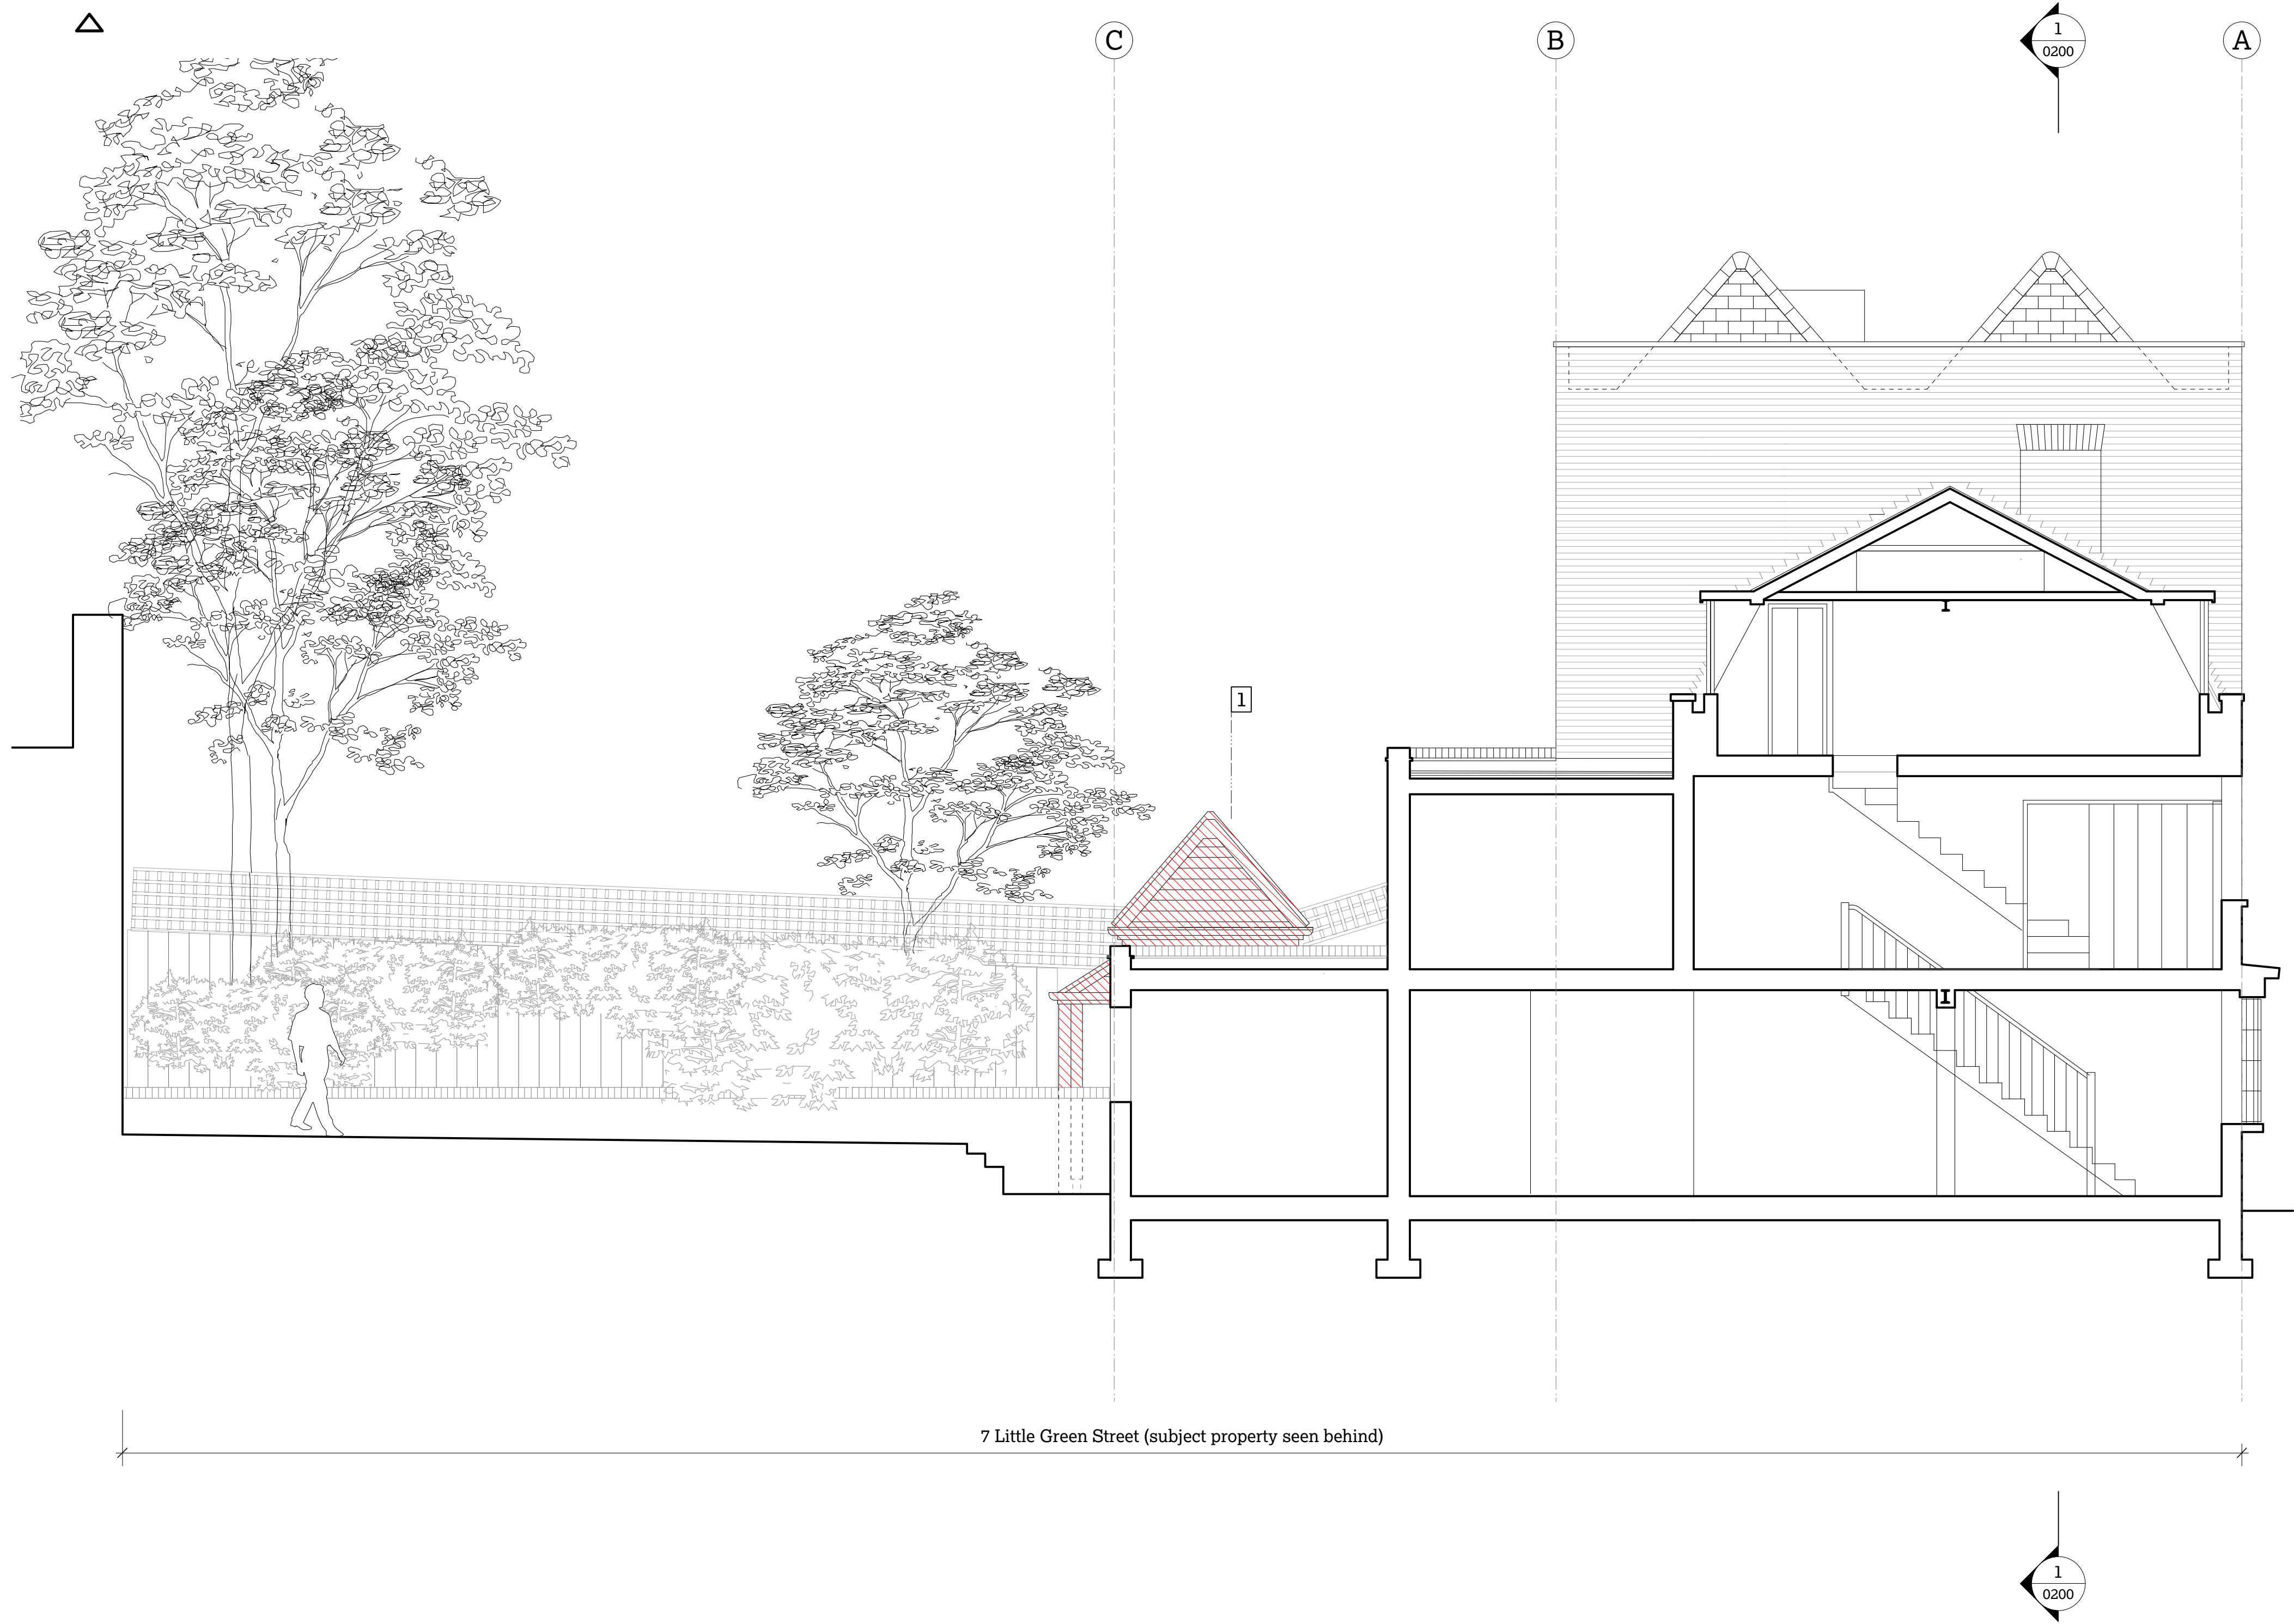 C
B
1
0200
A
1
7 Little Green Street (subject property seen behind)
1
0200